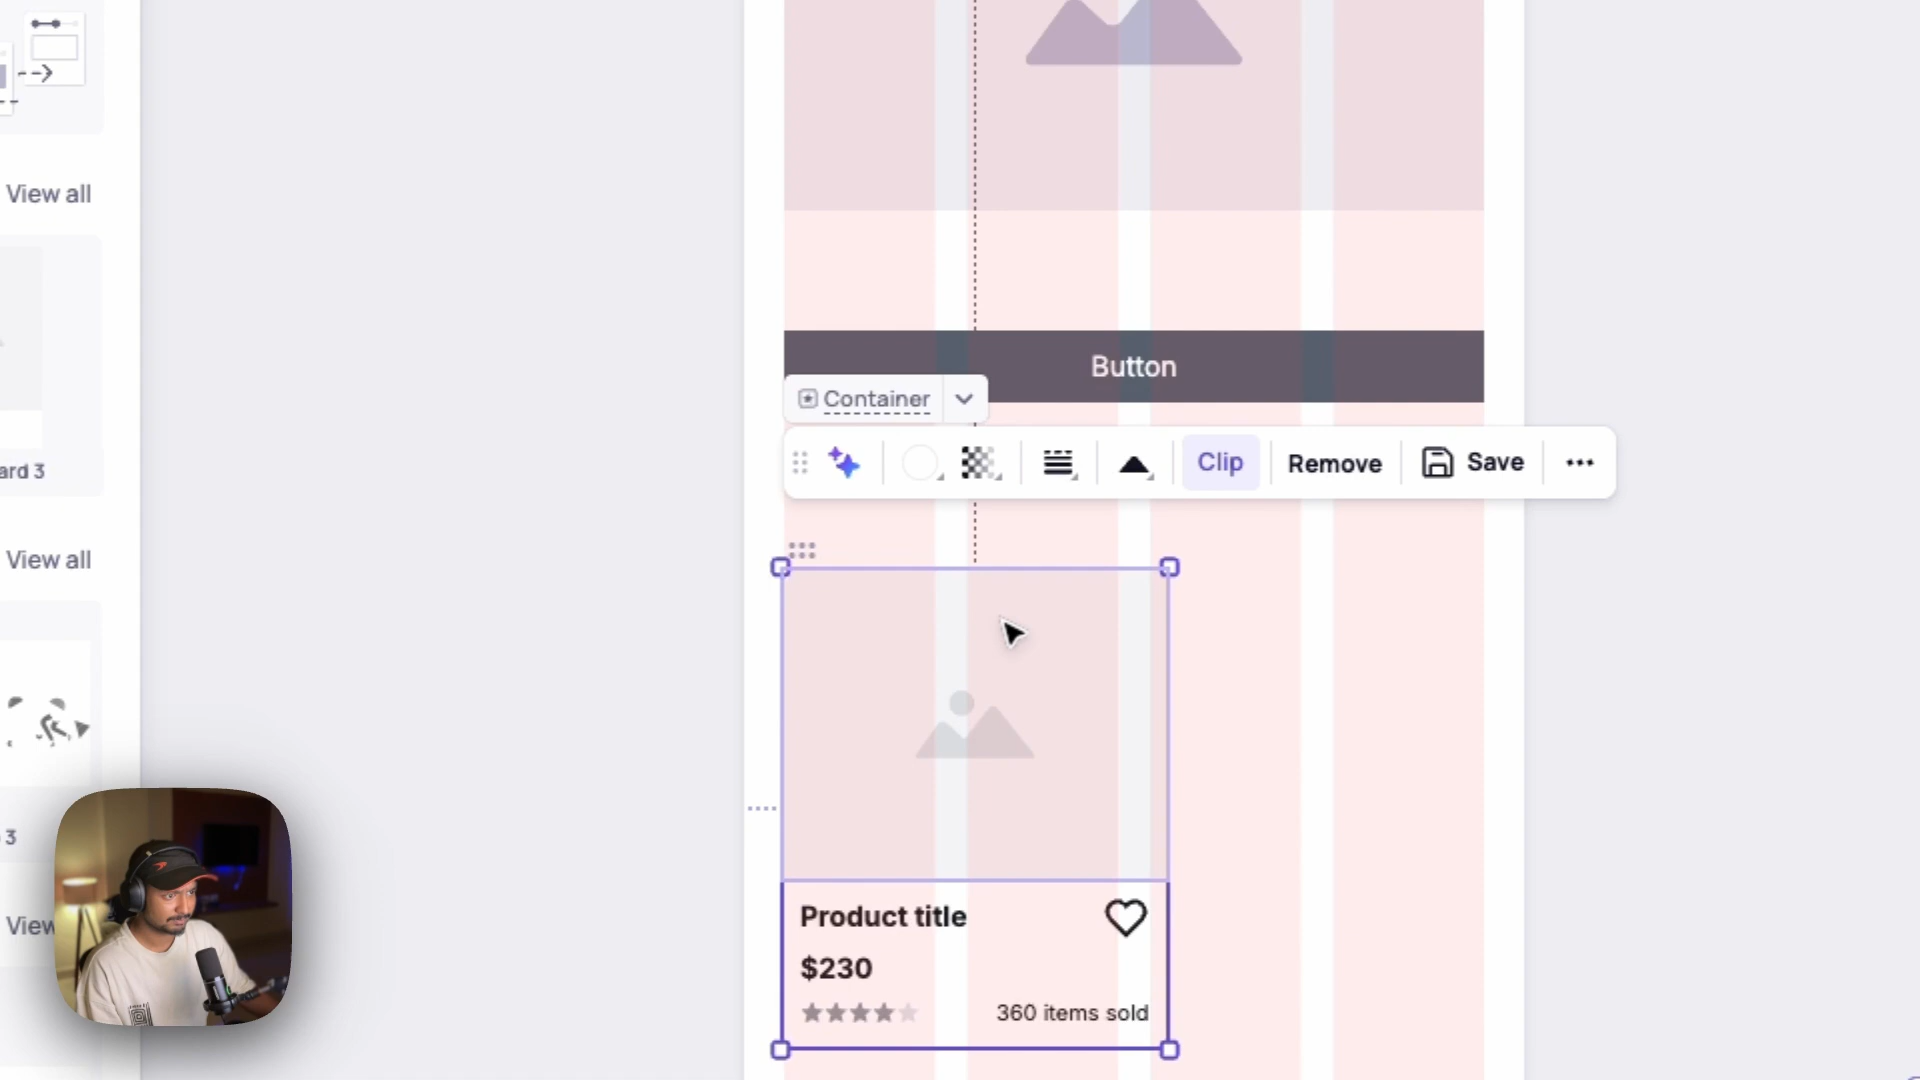 View all
ard 3
View all
3
View
Button
Container
Clip
Remove
Save
Product title
$230
360 items sold